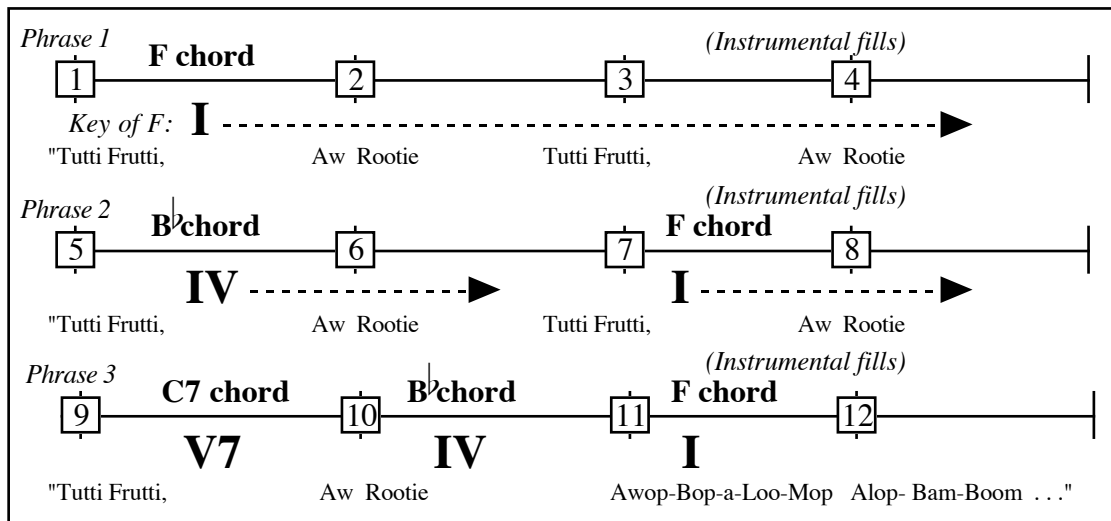 Phrase 1 F chord (Instrumental fills)
1 2 3 4
Key of F: I
"Tutti Frutti, Aw Rootie Tutti Frutti, Aw Rootie
Phrase 2 B♭chord (Instrumental fills)
F chord
5 6 7 8
IV I
"Tutti Frutti, Aw Rootie Tutti Frutti, Aw Rootie
Phrase 3 (Instrumental fills)
C7 chord B♭chord F chord
9 10 11 12
V7 IV I
"Tutti Frutti, Aw Rootie Awop-Bop-a-Loo-Mop Alop- Bam-Boom . . ."